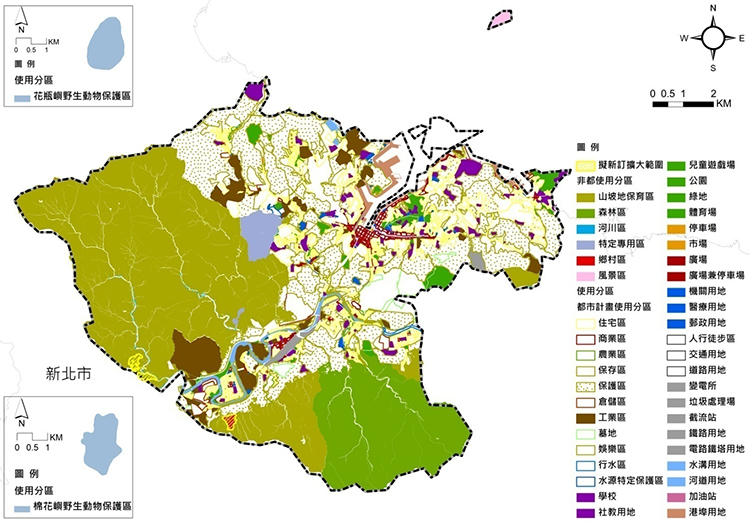 N
0 0.5 1 KM
圖 例
使用分區
花瓶嶼野生動物保護區
N
W E
S
0 0.5 1 2
KM
新北市
N
0 0.5 1 KM
圖 例
使用分區
棉花嶼野生動物保護區
圖 例
擬新訂擴大範圍
非都使用分區
山坡地保育區
森林區
河川區
特定專用區
鄉村區
風景區
使用分區
都市計畫使用分區
住宅區
商業區
農業區
保存區
保護區
倉儲區
工業區
墓地
娛樂區
行水區
水源特定保護區
學校
社教用地
兒童遊戲場
公園
綠地
體育場
停車場
市場
廣場
廣場兼停車場
機關用地
醫療用地
郵政用地
人行徒步區
交通用地
道路用地
變電所
垃圾處理場
截流站
鐵路用地
電路鐵塔用地
水溝用地
河道用地
加油站
港埠用地